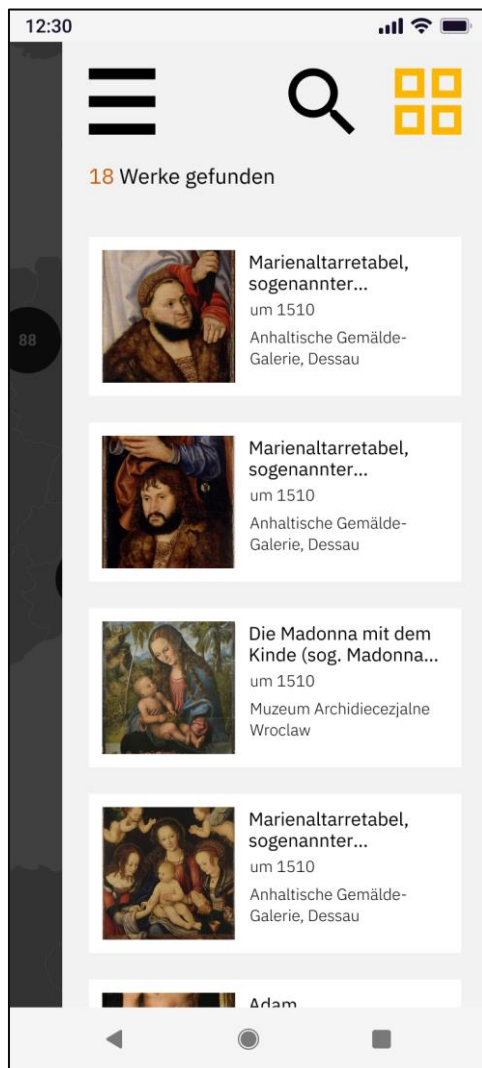 12:30
18 Werke gefunden
88
Marienaltarretabel,
sogenannter...
um 1510
Anhaltische Gemälde-
Galerie, Dessau
Marienaltarretabel,
sogenannter...
um 1510
Anhaltische Gemälde-
Galerie, Dessau
Die Madonna mit dem
Kinde (sog. Madonna...
um 1510
Muzeum Archidiecezjalne
Wroclaw
Marienaltarretabel,
sogenannter...
um 1510
Anhaltische Gemälde-
Galerie, Dessau
Adam